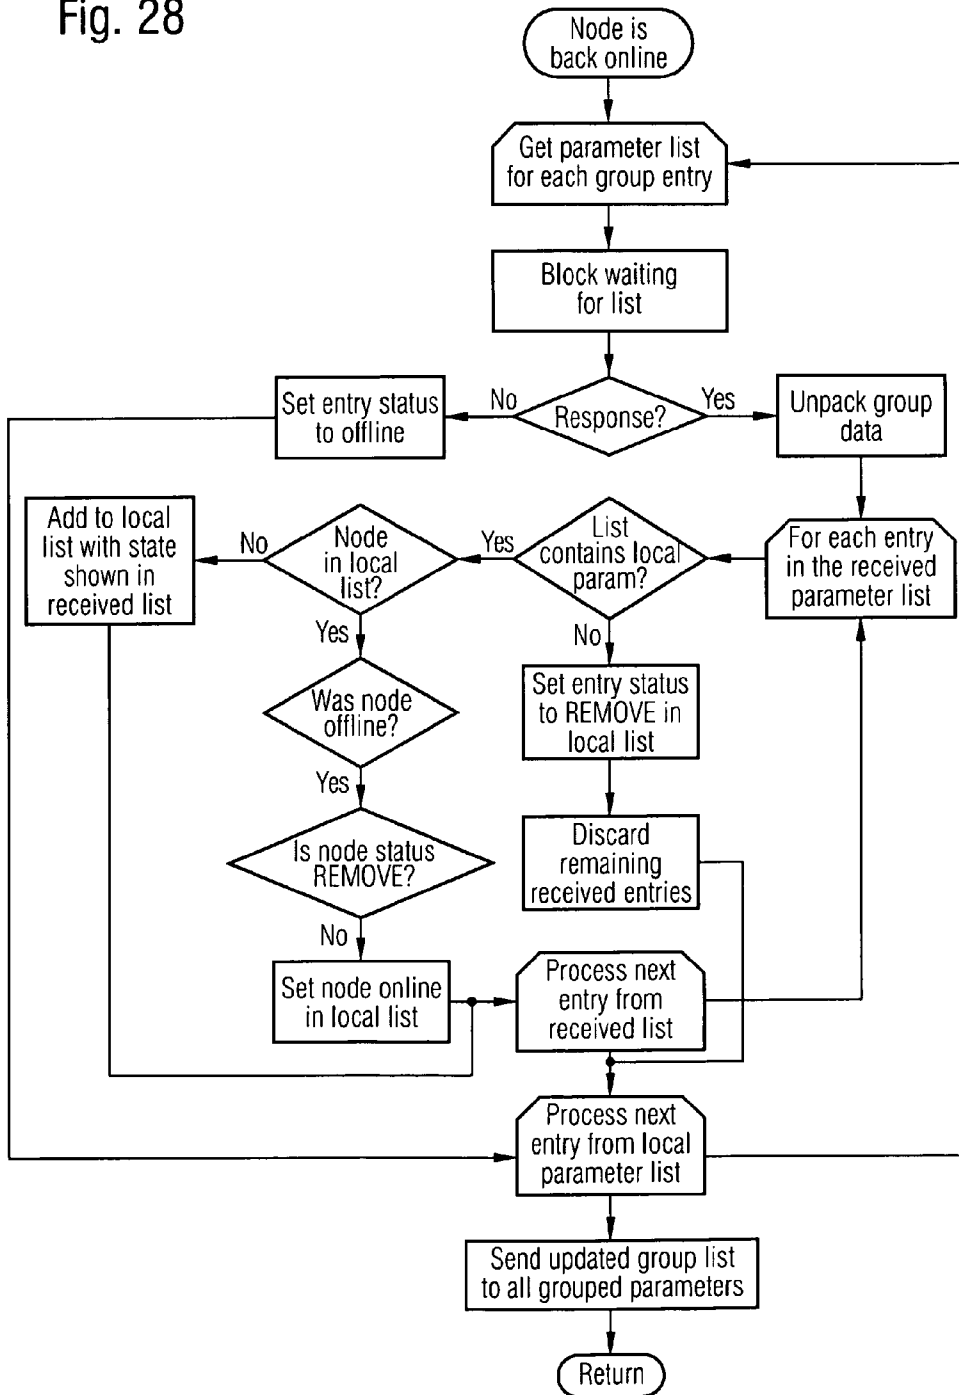 Fig. 28
Node is
back online
Get parameter list
for each group entry
Block waiting
for list
Set entry status
to offline
No
Response?
Yes
Unpack group
data
Add to local
list with state
shown in
received list
No
Node
in local
list?
Yes
List
contains local
param?
For each entry
in the received
parameter list
Yes
No
Was node
offline?
Set entry status
to REMOVE in
local list
Yes
Is node status
REMOVE?
Discard
remaining
received entries
No
Set node online
in local list
Process next
entry from
received list
Process next
entry from local
parameter list
Send updated group list
to all grouped parameters
Return